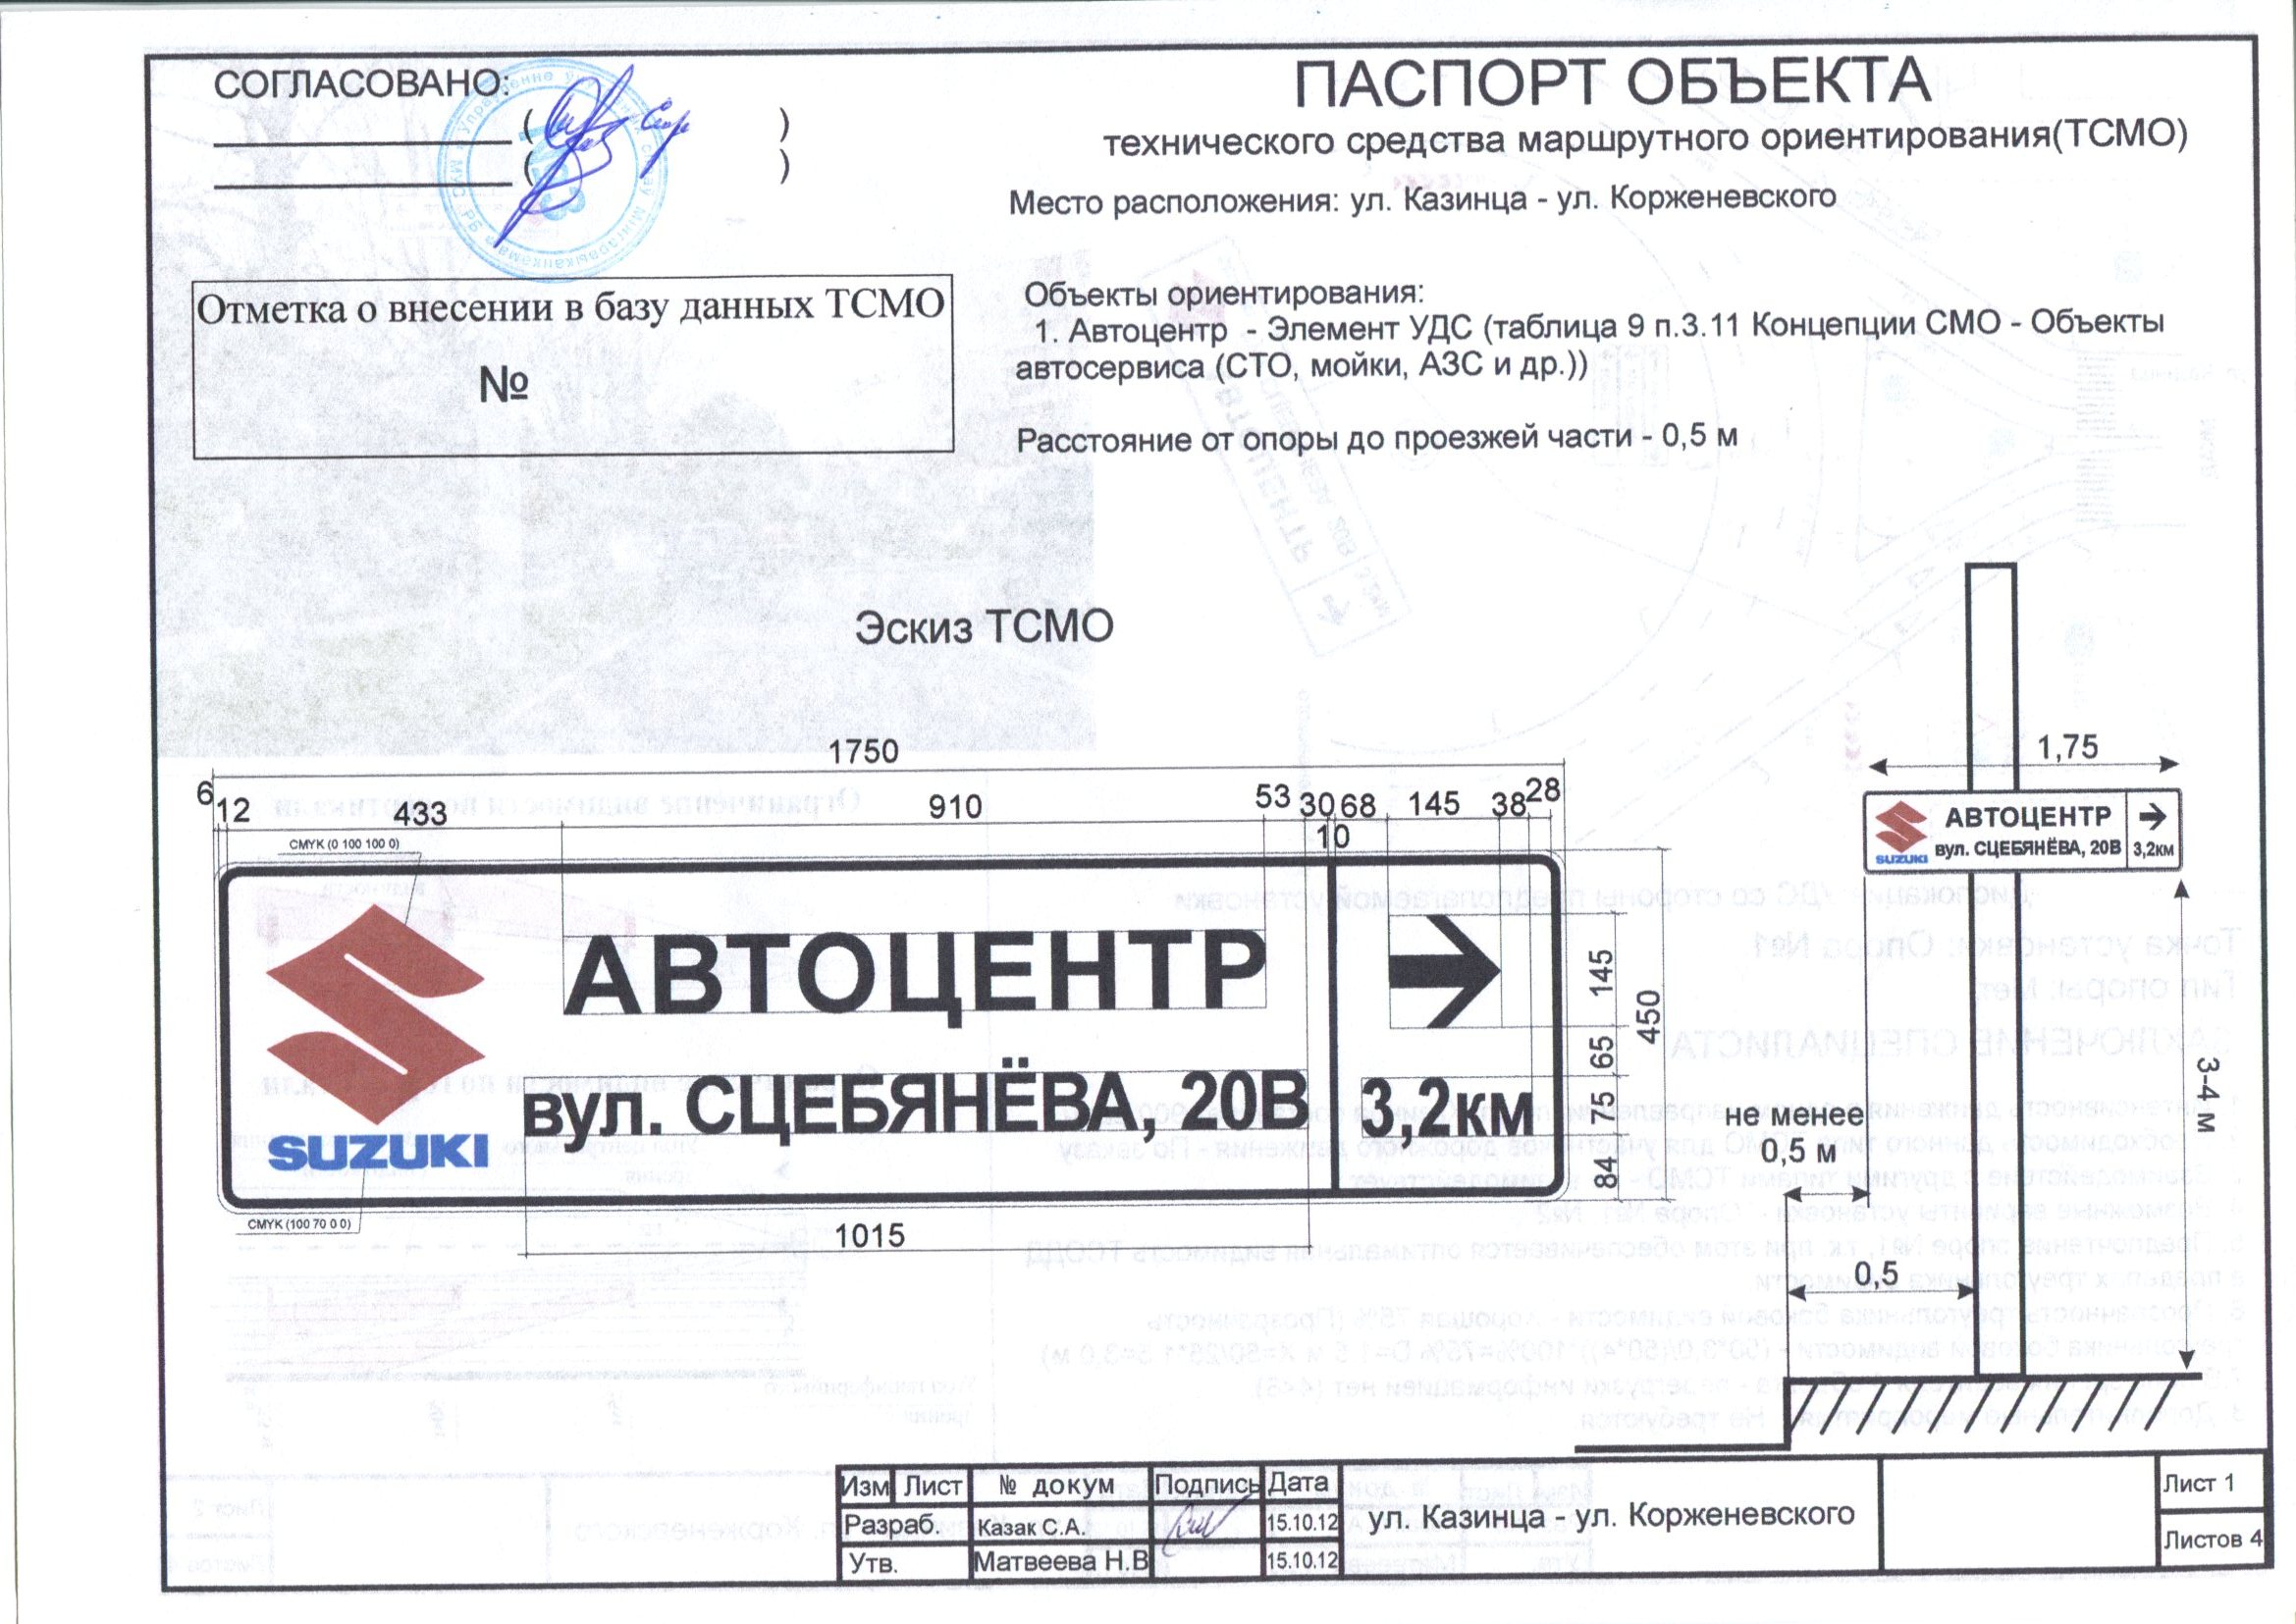 СОГЛАСОВАНО:
( )
( )
ПАСПОРТ ОБЪЕКТА
технического средства маршрутного ориентирования(ТСМО)
Место расположения: ул. Казинца - ул. Корженевского
Отметка о внесении в базу данных ТСМО
№
Объекты ориентирования:
1. Автоцентр - Элемент УДС (таблица 9 п.3.11 Концепции СМО - Объекты
автосервиса (СТО, мойки, АЗС и др.))
Расстояние от опоры до проезжей части - 0,5 м
Эскиз ТСМО
1750
6 12 433 910 53 30 10 68 145 38 28
CMYK (0 100 100 0)
АВТОЦЕНТР
SUZUKI
вул. СЦЕБЯНЁВА, 20В
3,2км
CMYK (100 70 0 0)
1015
145
65
75
84
450
1,75
АВТОЦЕНТР
SUZUKI
вул. СЦЕБЯНЁВА, 20В
3,2км
3-4 м
не менее
0,5 м
0,5
Изм Лист № докум Подпись Дата
Разраб. Казак С.А. 15.10.12
Утв. Матвеева Н.В 15.10.12
ул. Казинца - ул. Корженевского
Лист 1
Листов 4